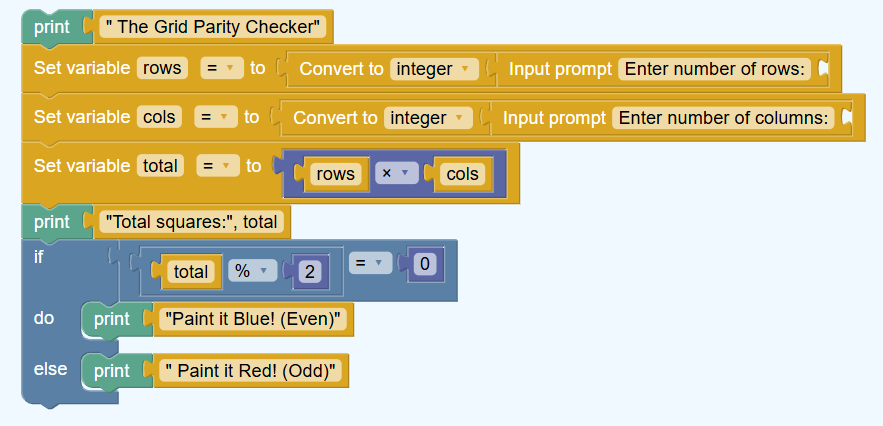 print " The Grid Parity Checker"
Set variable rows = to Convert to integer Input prompt Enter number of rows:
Set variable cols = to Convert to integer Input prompt Enter number of columns:
Set variable total = to rows × cols
print "Total squares:", total
if total % 2 = 0
do print "Paint it Blue! (Even)"
else print " Paint it Red! (Odd)"